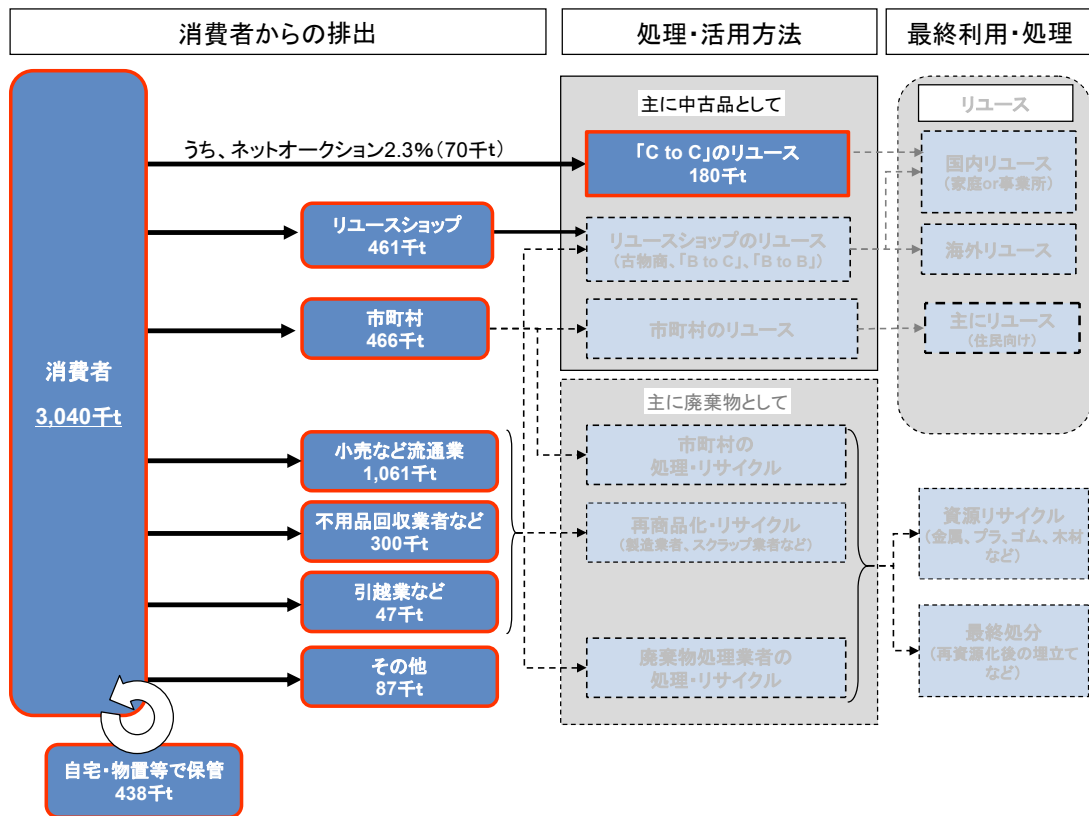 消費者からの排出
処理・活用方法
最終利用・処理
消費者
3,040千t
うち、ネットオークション2.3%(70千t)
リユースショップ
461千t
市町村
466千t
小売など流通業
1,061千t
不用品回収業者など
300千t
引越業など
47千t
その他
87千t
自宅・物置等で保管
438千t
主に中古品として
「C to C」のリユース
180千t
リユースショップのリユース
(古物商、「B to C」、「B to B」)
市町村のリユース
主に廃棄物として
市町村の
処理・リサイクル
再商品化・リサイクル
(製造業者、スクラップ業者など)
廃棄物処理業者の
処理・リサイクル
リユース
国内リユース
(家庭or事業所)
海外リユース
主にリユース
(住民向け)
資源リサイクル
(金属、プラ、ゴム、木材
など)
最終処分
(再資源化後の埋立て
など)